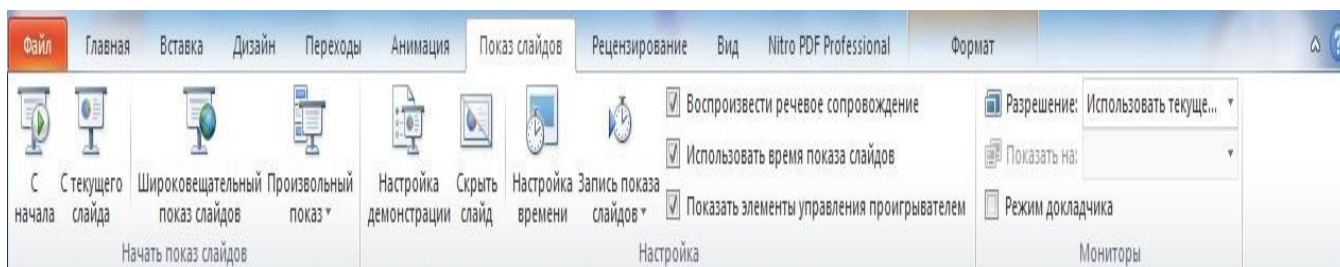 Файл Главная Вставка Дизайн Переходы Анимация Показ слайдов Рецензирование Вид Nitro PDF Professional Формат
С начала
С текущего слайда
Широковещательный показ слайдов
Произвольный показ
Начать показ слайдов
Настройка демонстрации
Скрыть слайд
Настройка времени
Запись показа слайдов
Воспроизвести речевое сопровождение
Использовать время показа слайдов
Показать элементы управления проигрывателем
Настройка
Разрешение: Использовать текуще...
Показать на:
Режим докладчика
Мониторы